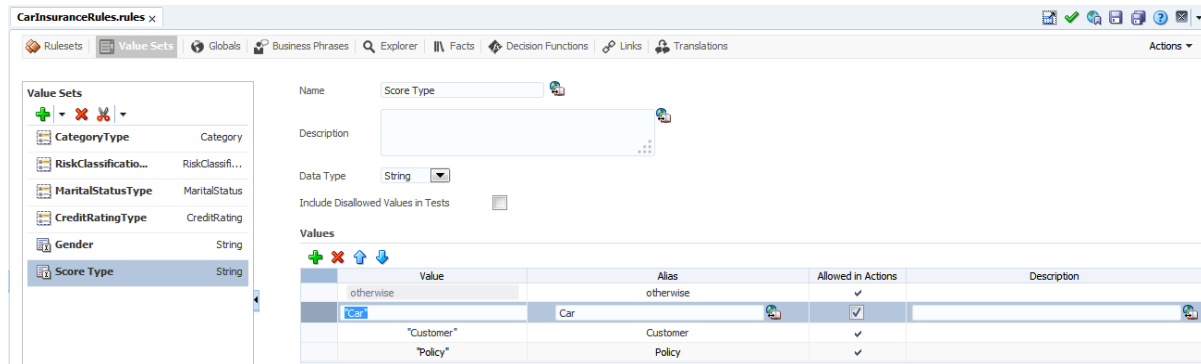 CarInsuranceRules.rules ×
Rulesets Value Sets Globals Business Phrases Explorer Facts Decision Functions Links Translations Actions
Value Sets
CategoryType Category
RiskClassificatio... RiskClassifi...
MaritalStatusType MaritalStatus
CreditRatingType CreditRating
Gender String
Score Type String
Name Score Type
Description
Data Type String
Include Disallowed Values in Tests
Values
Value Alias Allowed in Actions Description
otherwise otherwise
"Car" Car
"Customer" Customer
"Policy" Policy